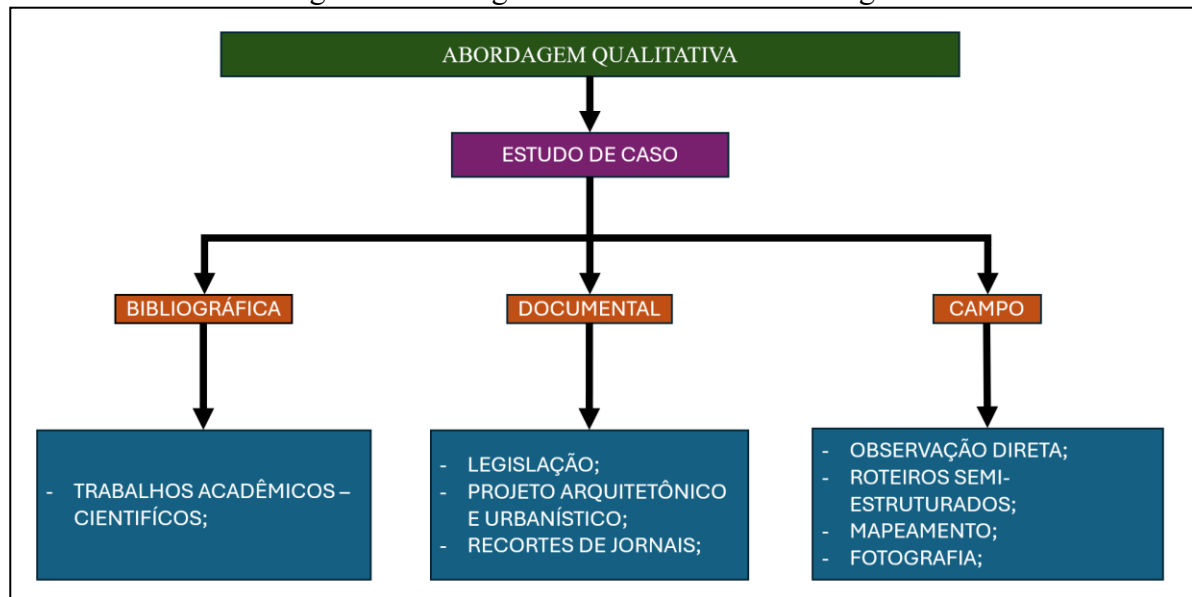 ABORDAGEM QUALITATIVA
ESTUDO DE CASO
BIBLIOGRÁFICA
DOCUMENTAL
CAMPO
- TRABALHOS ACADÊMICOS –
CIENTIFÍCOS;
- LEGISLAÇÃO;
- PROJETO ARQUITETÔNICO
E URBANÍSTICO;
- RECORTES DE JORNAIS;
- OBSERVAÇÃO DIRETA;
- ROTEIROS SEMI-
ESTRUTURADOS;
- MAPEAMENTO;
- FOTOGRAFIA;